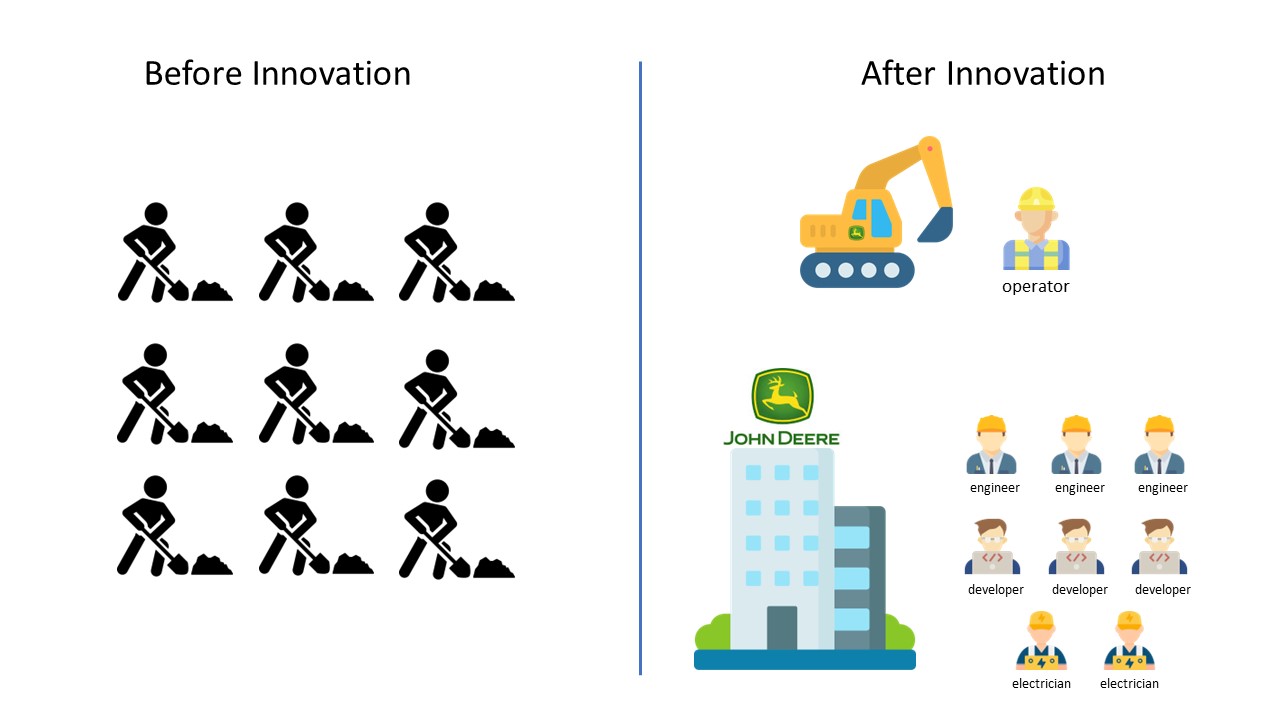 Before Innovation
After Innovation
operator
JOHN DEERE
engineer engineer engineer
developer developer developer
electrician electrician